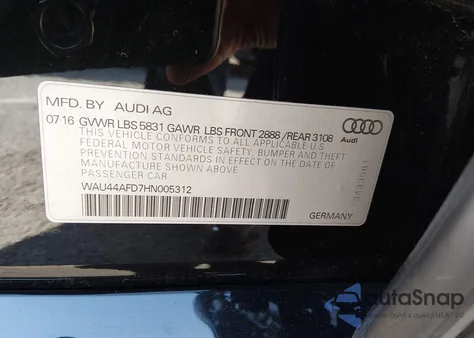 MFD. BY AUDI AG
07 16 GVWR LBS 5831 GAWR LBS FRONT 2888 / REAR 3108
THIS VEHICLE CONFORMS TO ALL APPLICABLE U.S.
FEDERAL MOTOR VEHICLE SAFETY, BUMPER AND THEFT
PREVENTION STANDARDS IN EFFECT ON THE DATE OF
MANUFACTURE SHOWN ABOVE
PASSENGER CAR
WAU44AFD7HN005312
Audi
GERMANY
AutoSnap